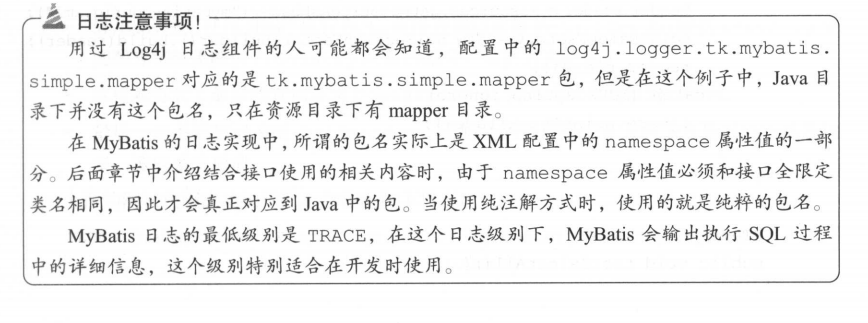 日志注意事项！
用过 Log4j 日志组件的人可能都会知道，配置中的 log4j.logger.tk.mybatis.
simple.mapper 对应的是 tk.mybatis.simple.mapper 包，但是在这个例子中，Java 目
录下并没有这个包名，只在资源目录下有 mapper 目录。
在 MyBatis 的日志实现中，所谓的包名实际上是 XML 配置中的 namespace 属性值的一部
分。后面章节中介绍结合接口使用的相关内容时，由于 namespace 属性值必须和接口全限定
类名相同，因此才会真正对应到 Java 中的包。当使用纯注解方式时，使用的就是纯粹的包名。
MyBatis 日志的最低级别是 TRACE，在这个日志级别下，MyBatis 会输出执行 SQL 过程
中的详细信息，这个级别特别适合在开发时使用。